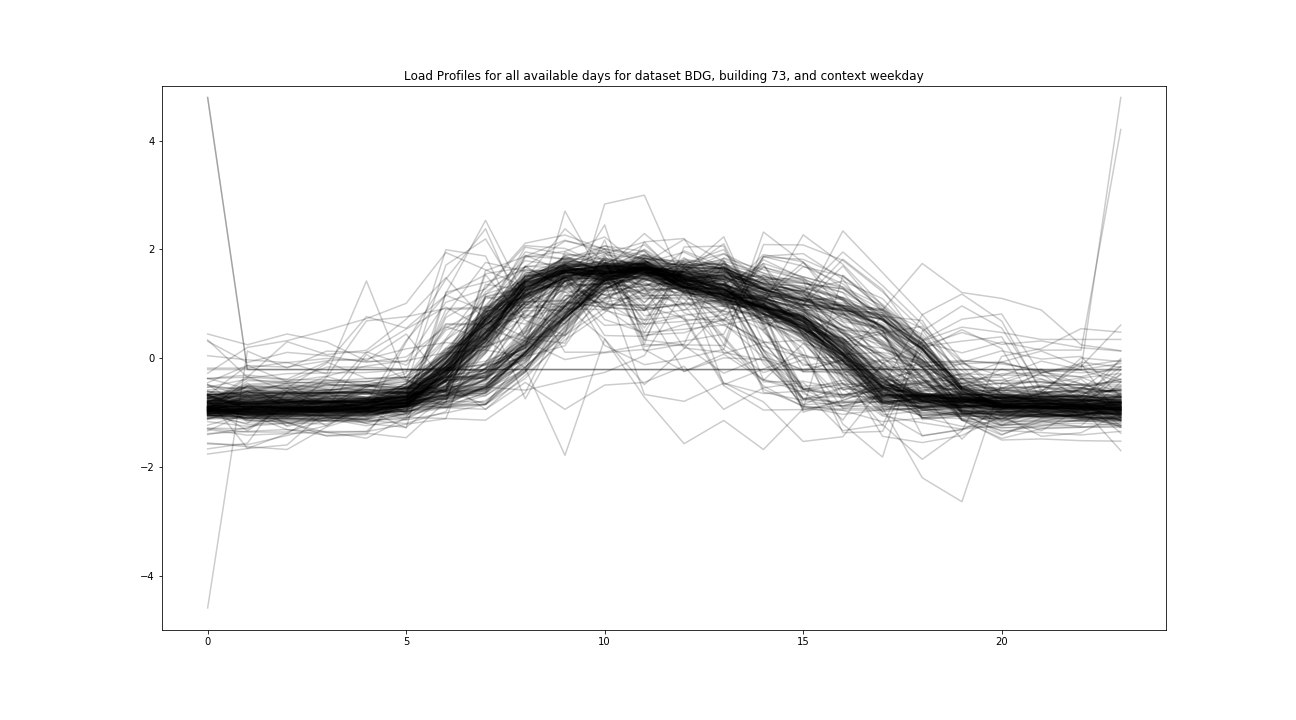 Load Profiles for all available days for dataset BDG, building 73, and context weekday
4
2
0
−2
−4
0 5 10 15 20